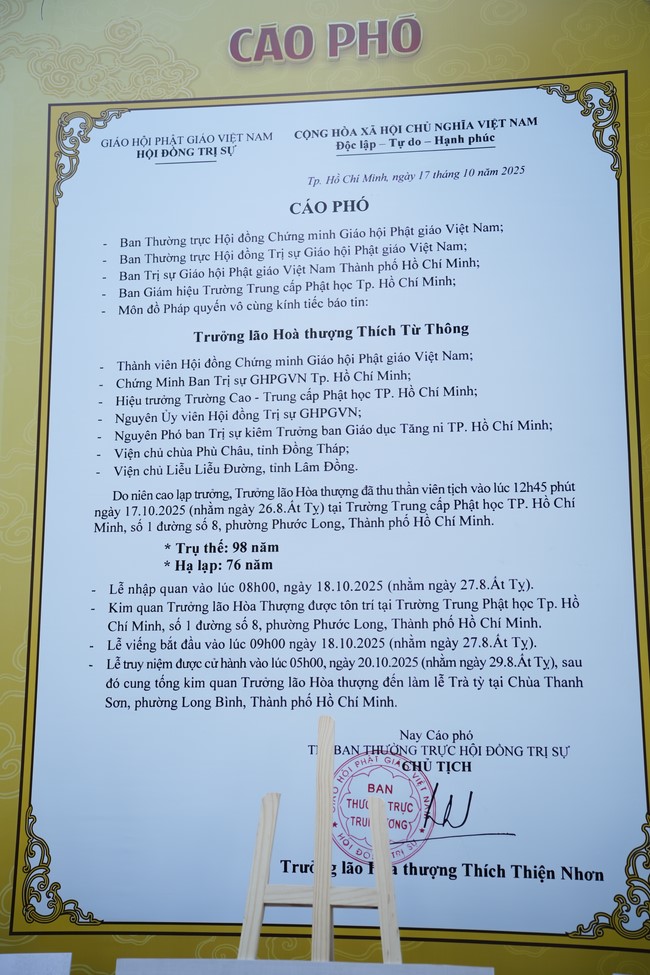 CÁO PHÓ
GIÁO HỘI PHẬT GIÁO VIỆT NAM
HỘI ĐỒNG TRỊ SỰ
CỘNG HÒA XÃ HỘI CHỦ NGHĨA VIỆT NAM
Độc lập – Tự do – Hạnh phúc
Tp. Hồ Chí Minh, ngày 17 tháng 10 năm 2025
CÁO PHÓ
- Ban Thường trực Hội đồng Chứng minh Giáo hội Phật giáo Việt Nam;
- Ban Thường trực Hội đồng Trị sự Giáo hội Phật giáo Việt Nam;
- Ban Trị sự Giáo hội Phật giáo Việt Nam Thành phố Hồ Chí Minh;
- Ban Giám hiệu Trường Trung cấp Phật học Tp. Hồ Chí Minh;
- Môn đồ Pháp quyến vô cùng kính tiếc báo tin:
Trưởng lão Hoà thượng Thích Từ Thông
- Thành viên Hội đồng Chứng minh Giáo hội Phật giáo Việt Nam;
- Chứng Minh Ban Trị sự GHPGVN Tp. Hồ Chí Minh;
- Hiệu trưởng Trường Cao - Trung cấp Phật học TP. Hồ Chí Minh;
- Nguyên Ủy viên Hội đồng Trị sự GHPGVN;
- Nguyên Phó ban Trị sự kiêm Trưởng ban Giáo dục Tăng ni TP. Hồ Chí Minh;
- Viện chủ chùa Phù Châu, tỉnh Đồng Tháp;
- Viện chủ Liễu Liễu Đường, tỉnh Lâm Đồng.
Do niên cao lạp trưởng, Trưởng lão Hòa thượng đã thu thần viên tịch vào lúc 12h45 phút
ngày 17.10.2025 (nhằm ngày 26.8.Ất Tỵ) tại Trường Trung cấp Phật học TP. Hồ Chí
Minh, số 1 đường số 8, phường Phước Long, Thành phố Hồ Chí Minh.
* Trụ thế: 98 năm
* Hạ lạp: 76 năm
- Lễ nhập quan vào lúc 08h00, ngày 18.10.2025 (nhằm ngày 27.8.Ất Tỵ).
- Kim quan Trưởng lão Hòa Thượng được tôn trí tại Trường Trung Phật học Tp. Hồ
Chí Minh, số 1 đường số 8, phường Phước Long, Thành phố Hồ Chí Minh.
- Lễ viếng bắt đầu vào lúc 09h00 ngày 18.10.2025 (nhằm ngày 27.8.Ất Tỵ).
- Lễ truy niệm được cử hành vào lúc 05h00, ngày 20.10.2025 (nhằm ngày 29.8.Ất Tỵ), sau
đó cung tống kim quan Trưởng lão Hòa thượng đến làm lễ Trà tỳ tại Chùa Thanh
Sơn, phường Long Bình, Thành phố Hồ Chí Minh.
Nay Cáo phó
BAN THƯỜNG TRỰC HỘI ĐỒNG TRỊ SỰ
CHỦ TỊCH
HỘI PHẬT GIÁO VIỆT NAM
BAN
TRỰC
HỘI TRỊ SỰ
Trưởng lão Hòa thượng Thích Thiện Nhơn